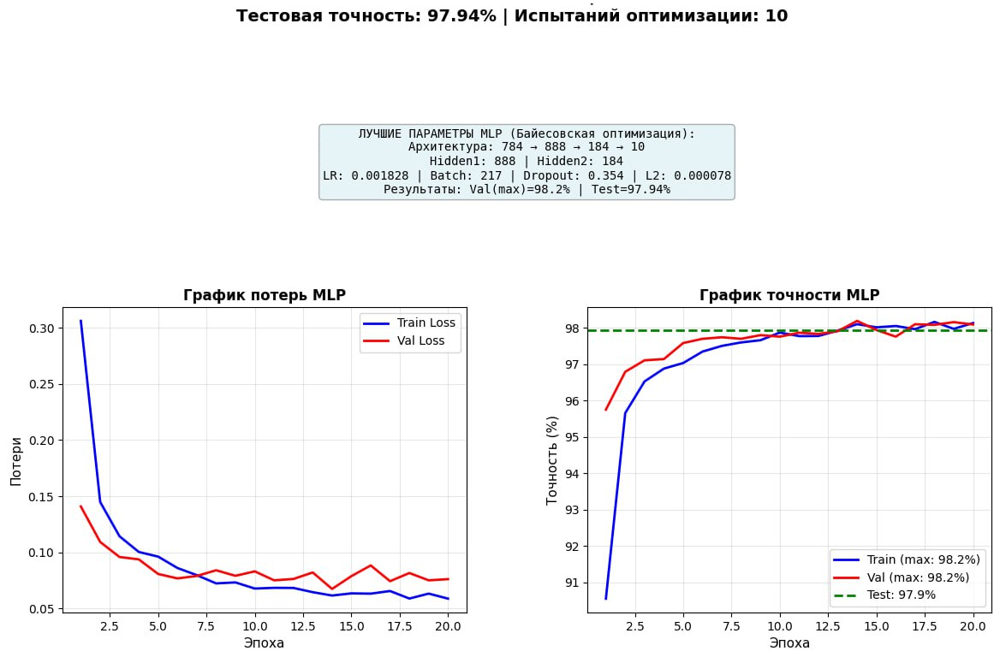 Тестовая точность: 97.94% | Испытаний оптимизации: 10
ЛУЧШИЕ ПАРАМЕТРЫ MLP (Байесовская оптимизация):
Архитектура: 784 → 888 → 184 → 10
Hidden1: 888 | Hidden2: 184
LR: 0.001828 | Batch: 217 | Dropout: 0.354 | L2: 0.000078
Результаты: Val(max)=98.2% | Test=97.94%
График потерь MLP
Train Loss
Val Loss
0.30
0.25
0.20
0.15
0.10
0.05
Потери
2.5 5.0 7.5 10.0 12.5 15.0 17.5 20.0
Эпоха
График точности MLP
98
97
96
95
94
93
92
91
Точность (%)
Train (max: 98.2%)
Val (max: 98.2%)
Test: 97.9%
2.5 5.0 7.5 10.0 12.5 15.0 17.5 20.0
Эпоха